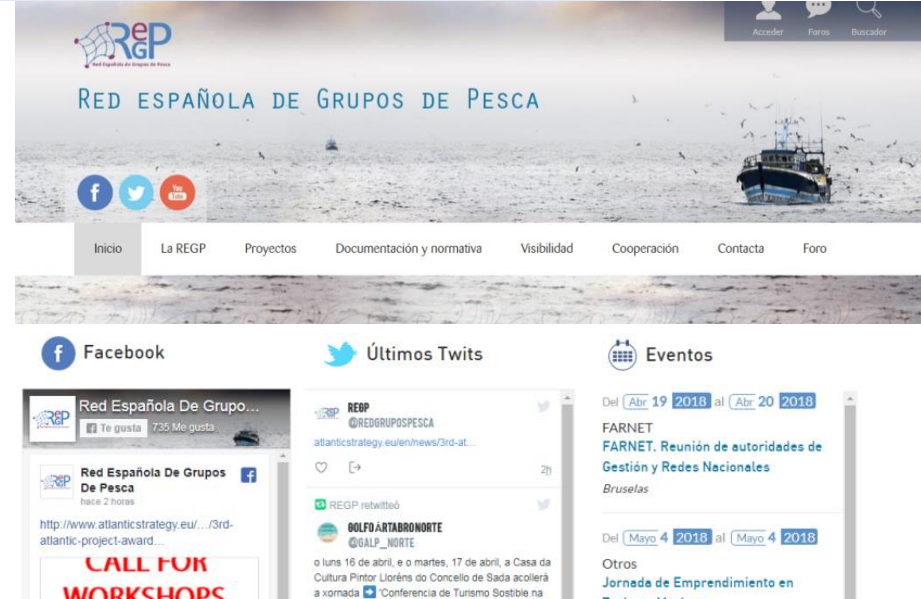 Acceder
Foros
Buscador
ReGP
Red Española de Grupos de Pesca
RED ESPAÑOLA DE GRUPOS DE PESCA
You Tube
Inicio
La REGP
Proyectos
Documentación y normativa
Visibilidad
Cooperación
Contacta
Foro
Facebook
Red Española De Grupo...
Te gusta
735 Me gusta
Red Española De Grupos
De Pesca
hace 2 horas
http://www.atlanticstrategy.eu/.../3rd-
atlantic-project-award...
CALL FOR
WORKSHOPS
Últimos Twits
REGP
@REDGRUPOSPESCA
atlanticstrategy.eu/en/news/3rd-at...
2h
REGP retwitteó
GOLFO ÁRTABRO NORTE
@GALP_NORTE
o luns 16 de abril, e o martes, 17 de abril, a Casa da
Cultura Pintor Lloréns do Concello de Sada acollerá
a xornada 'Conferencia de Turismo Sostible na
Eventos
Del Abr 19 2018 al Abr 20 2018
FARNET
FARNET. Reunión de autoridades de
Gestión y Redes Nacionales
Bruselas
Del Mayo 4 2018 al Mayo 4 2018
Otros
Jornada de Emprendimiento en